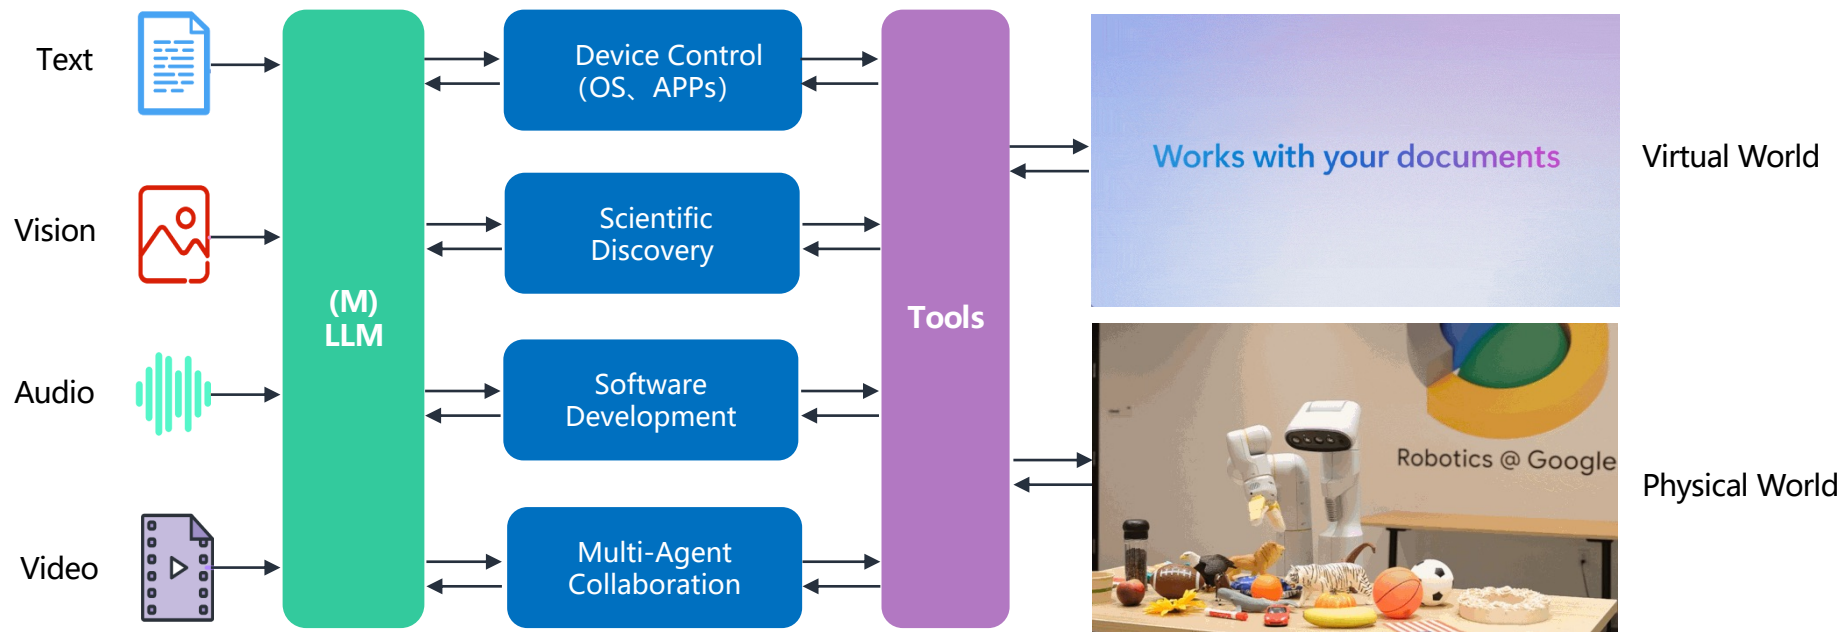 Text
Vision
Audio
Video
(M)
LLM
Device Control
(OS、APPs)
Scientific
Discovery
Software
Development
Multi-Agent
Collaboration
Tools
Works with your documents
Robotics @ Google
Virtual World
Physical World